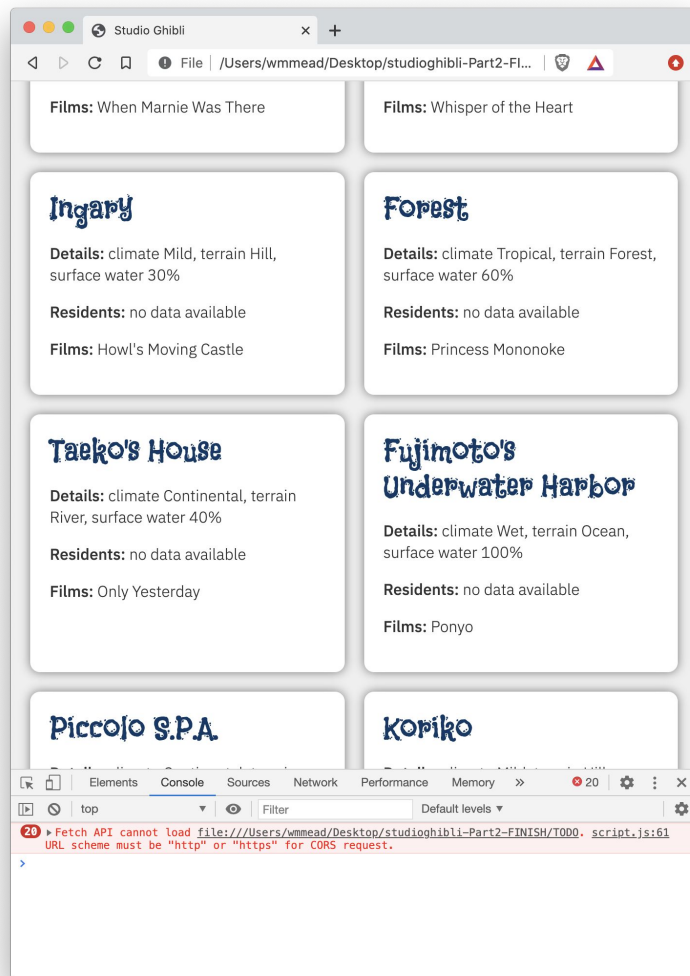 Studio Ghibli
File /Users/wmmead/Desktop/studioghibli-Part2-FI...
Films: When Marnie Was There
Films: Whisper of the Heart
Ingary
Details: climate Mild, terrain Hill,
surface water 30%
Residents: no data available
Films: Howl's Moving Castle
Forest
Details: climate Tropical, terrain Forest,
surface water 60%
Residents: no data available
Films: Princess Mononoke
Taeko's House
Details: climate Continental, terrain
River, surface water 40%
Residents: no data available
Films: Only Yesterday
Fujimoto's
Underwater Harbor
Details: climate Wet, terrain Ocean,
surface water 100%
Residents: no data available
Films: Ponyo
Piccolo S.P.A.
Koriko
Elements Console Sources Network Performance Memory » 20
top Filter Default levels
20 Fetch API cannot load file:///Users/wmmead/Desktop/studioghibli-Part2-FINISH/TODO. script.js:61
URL scheme must be "http" or "https" for CORS request.